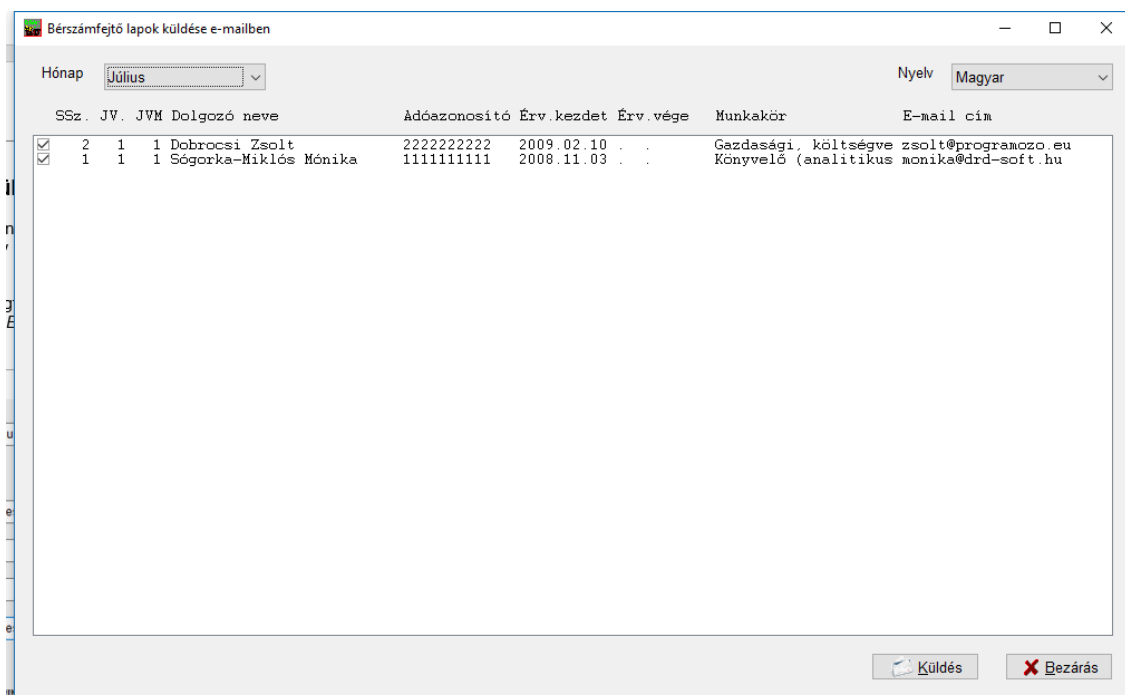 Bérszámfejtő lapok küldése e-mailben
Hónap Július Nyelv Magyar
SSz. JV. JVM Dolgozó neve Adóazonosító Érv.kezdet Érv.vége Munkakör E-mail cím
2 1 1 Dobrocsi Zsolt 2222222222 2009.02.10 . . Gazdasági, költségve zsolt@programozo.eu
1 1 1 Sógorka-Miklós Mónika 1111111111 2008.11.03 . . Könyvelő (analitikus monika@drd-soft.hu
Küldés Bezárás